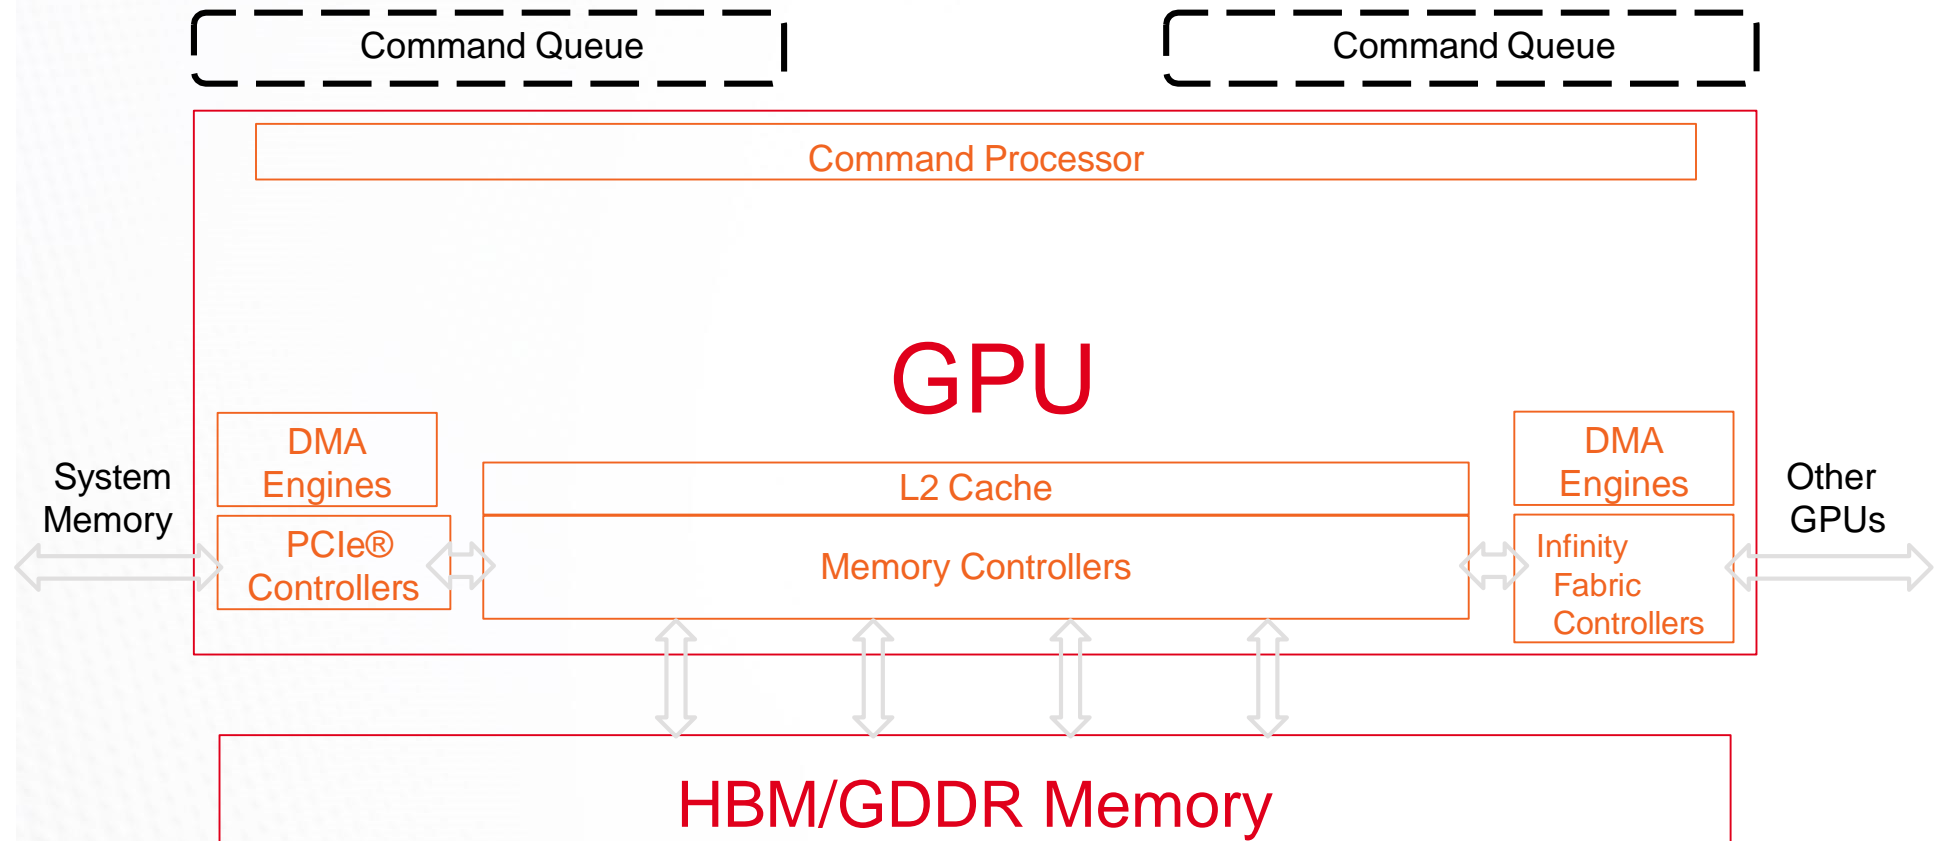 Command Queue
Command Queue
Command Processor
GPU
DMA
Engines
DMA
Engines
System
Memory
L2 Cache
Other
GPUs
PCIe®
Controllers
Memory Controllers
Infinity
Fabric
Controllers
HBM/GDDR Memory